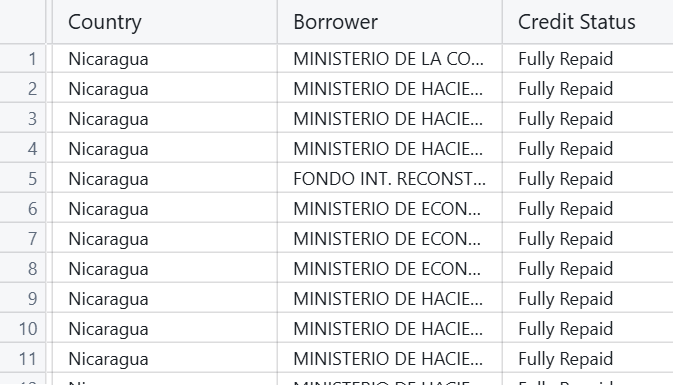 Country Borrower Credit Status
1 Nicaragua MINISTERIO DE LA CO... Fully Repaid
2 Nicaragua MINISTERIO DE HACIE... Fully Repaid
3 Nicaragua MINISTERIO DE HACIE... Fully Repaid
4 Nicaragua MINISTERIO DE HACIE... Fully Repaid
5 Nicaragua FONDO INT. RECONST... Fully Repaid
6 Nicaragua MINISTERIO DE ECON... Fully Repaid
7 Nicaragua MINISTERIO DE ECON... Fully Repaid
8 Nicaragua MINISTERIO DE ECON... Fully Repaid
9 Nicaragua MINISTERIO DE HACIE... Fully Repaid
10 Nicaragua MINISTERIO DE HACIE... Fully Repaid
11 Nicaragua MINISTERIO DE HACIE... Fully Repaid